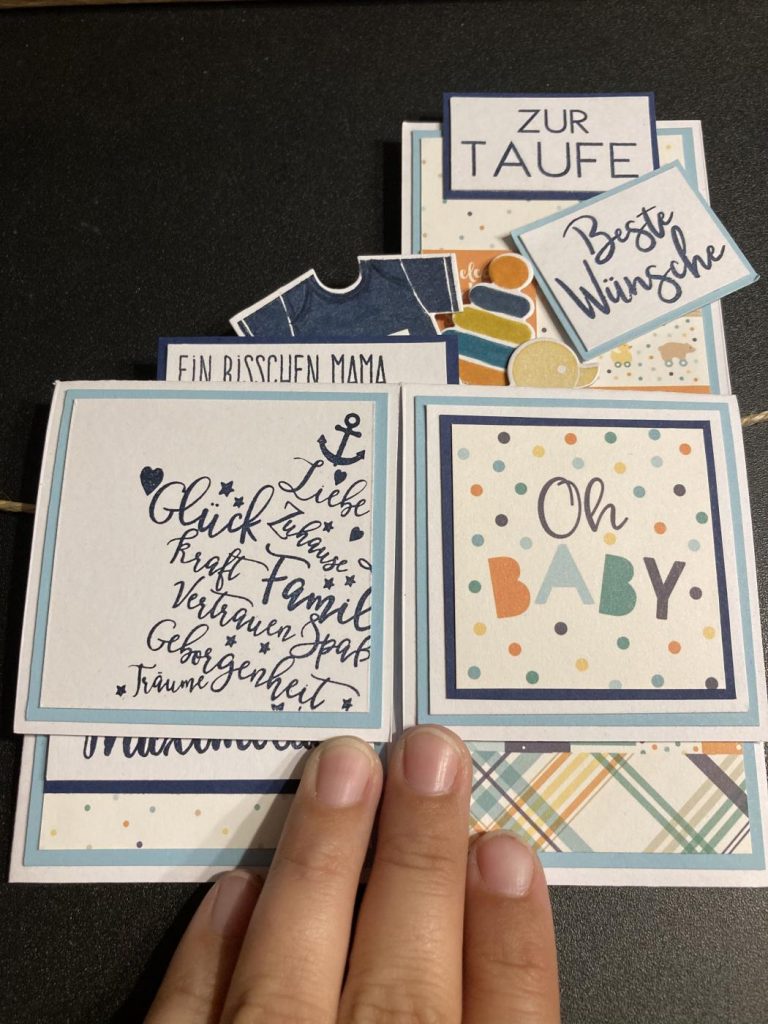 ZUR
TAUFE
Beste
Wünsche
EIN BISSCHEN MAMA
Liebe
Glück
Zuhause
Kraft
Famil
Vertrauen
Spaß
Geborgenheit
Träume
Oh
BABY